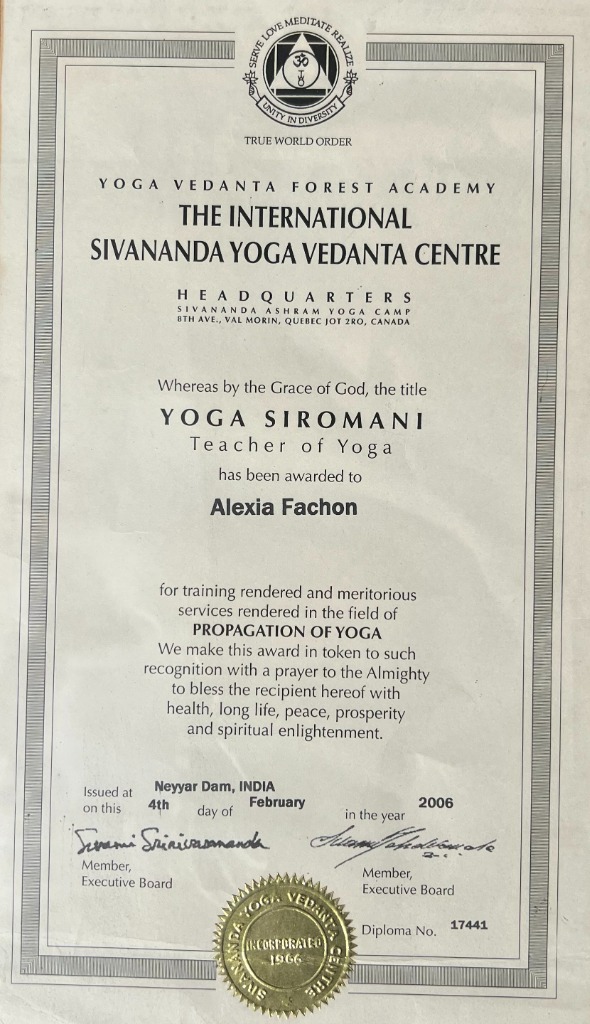 SERVE LOVE MEDITATE REALIZE
ॐ
UNITY IN DIVERSITY
TRUE WORLD ORDER
YOGA VEDANTA FOREST ACADEMY
THE INTERNATIONAL
SIVANANDA YOGA VEDANTA CENTRE
HEADQUARTERS
SIVANANDA ASHRAM YOGA CAMP
8TH AVE., VAL MORIN, QUEBEC JOT 2RO, CANADA
Whereas by the Grace of God, the title
YOGA SIROMANI
Teacher of Yoga
has been awarded to
Alexia Fachon
for training rendered and meritorious
services rendered in the field of
PROPAGATION OF YOGA
We make this award in token to such
recognition with a prayer to the Almighty
to bless the recipient hereof with
health, long life, peace, prosperity
and spiritual enlightenment.
Issued at Neyyar Dam, INDIA
on this 4th day of February in the year 2006
Swami Srinivasananda
Member,
Executive Board
Member,
Executive Board
Diploma No. 17441
SIVANANDA YOGA VEDANTA CENTRE
INCORPORATED
1966